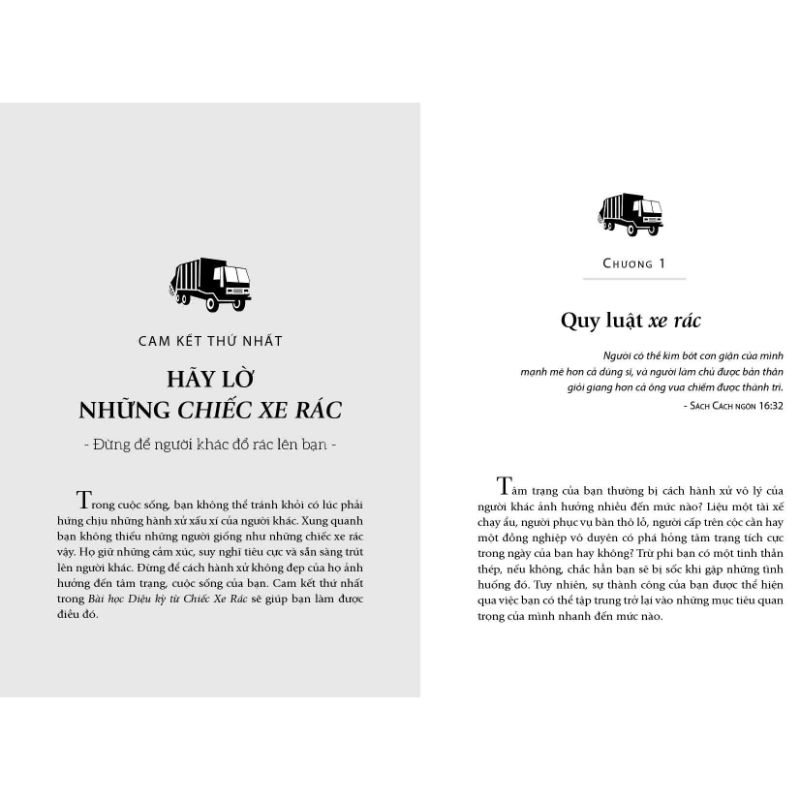 CAM KẾT THỨ NHẤT
HÃY LỜ
NHỮNG CHIẾC XE RÁC
- Đừng để người khác đổ rác lên bạn -
Trong cuộc sống, bạn không thể tránh khỏi có lúc phải
hứng chịu những hành xử xấu xí của người khác. Xung quanh
bạn không thiếu những người giống như những chiếc xe rác
vậy. Họ giữ những cảm xúc, suy nghĩ tiêu cực và sẵn sàng trút
lên người khác. Đừng để cách hành xử không đẹp của họ ảnh
hưởng đến tâm trạng, cuộc sống của bạn. Cam kết thứ nhất
trong Bài học Diệu kỳ từ Chiếc Xe Rác sẽ giúp bạn làm được
điều đó.
CHƯƠNG 1
Quy luật xe rác
Người có thể kìm bớt cơn giận của mình
mạnh mẽ hơn cả dũng sĩ, và người làm chủ được bản thân
giỏi giang hơn cả ông vua chiếm được thành trì.
- SÁCH CÁCH NGÔN 16:32
Tâm trạng của bạn thường bị cách hành xử vô lý của
người khác ảnh hưởng nhiều đến mức nào? Liệu một tài xế
chạy ẩu, người phục vụ bàn thô lỗ, người cấp trên cộc cằn hay
một đồng nghiệp vô duyên có phá hỏng tâm trạng tích cực
trong ngày của bạn hay không? Trừ phi bạn có một tinh thần
thép, nếu không, chắc hẳn bạn sẽ bị sốc khi gặp những tình
huống đó. Tuy nhiên, sự thành công của bạn được thể hiện
qua việc bạn có thể tập trung trở lại vào những mục tiêu quan
trọng của mình nhanh đến mức nào.